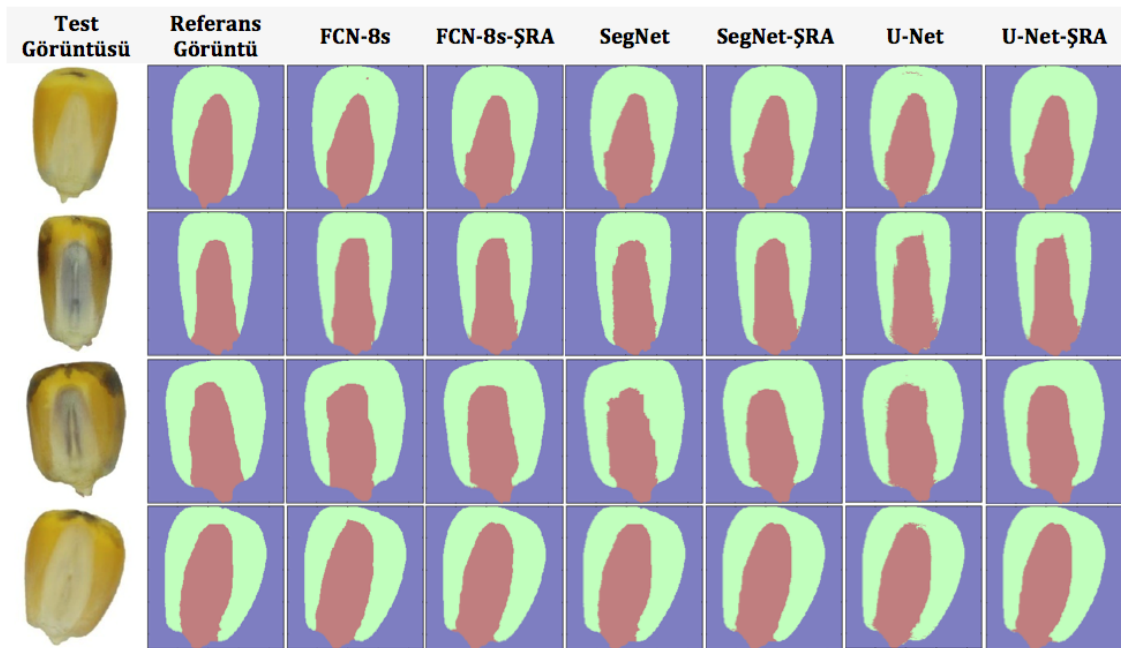 Test Görüntüsü
Referans Görüntü
FCN-8s
FCN-8s-ŞRA
SegNet
SegNet-ŞRA
U-Net
U-Net-ŞRA